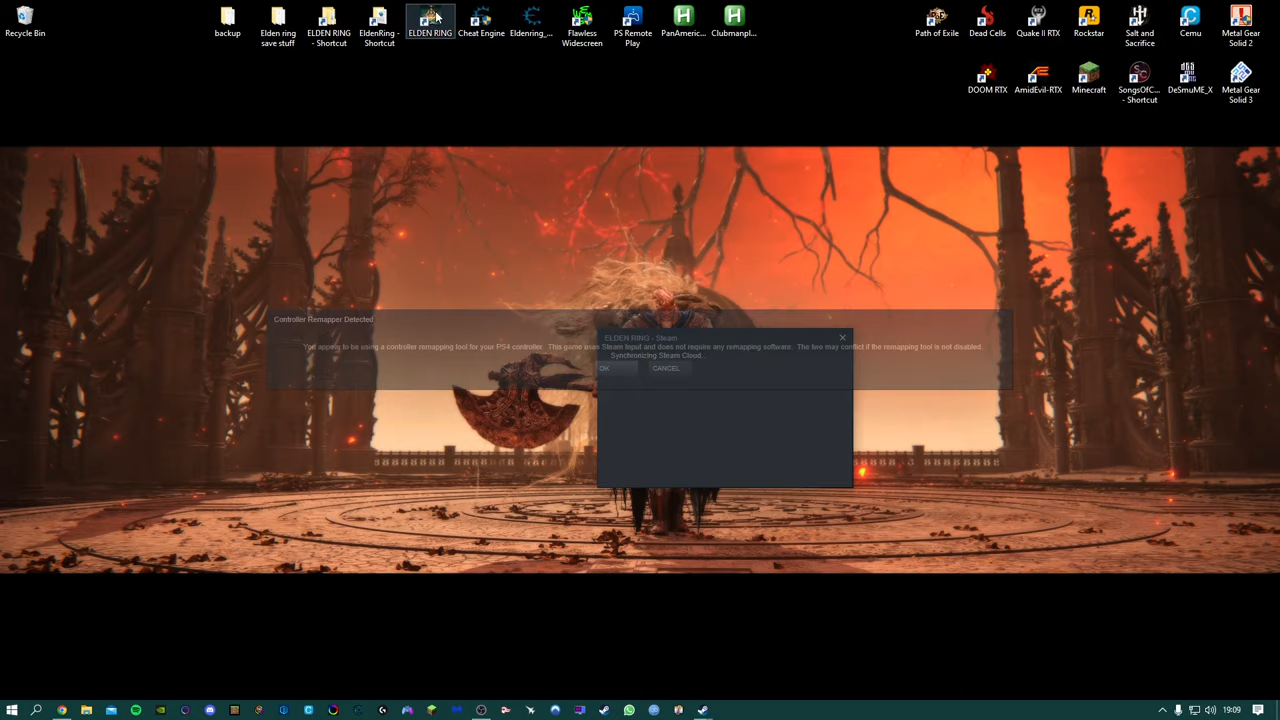 Recycle Bin
backup
Elden ring
save stuff
ELDEN RING
- Shortcut
EldenRing -
Shortcut
ELDEN RING
Cheat Engine
Eldenring_...
Flawless
Widescreen
PS Remote
Play
PanAmeric...
Clubmanpl...
Path of Exile
Dead Cells
Quake II RTX
Rockstar
Salt and
Sacrifice
Cemu
Metal Gear
Solid 2
DOOM RTX
AmidEvil-RTX
Minecraft
SongsOfC...
- Shortcut
DeSmuME_X
Metal Gear
Solid 3
Controller Remapper Detected
ELDEN RING - Steam
You appear to be using a controller remapping tool for your PS4 controller. This game uses Steam Input and does not require any remapping software. The two may conflict if the remapping tool is not disabled.
Synchronizing Steam Cloud...
OK
CANCEL
19:09